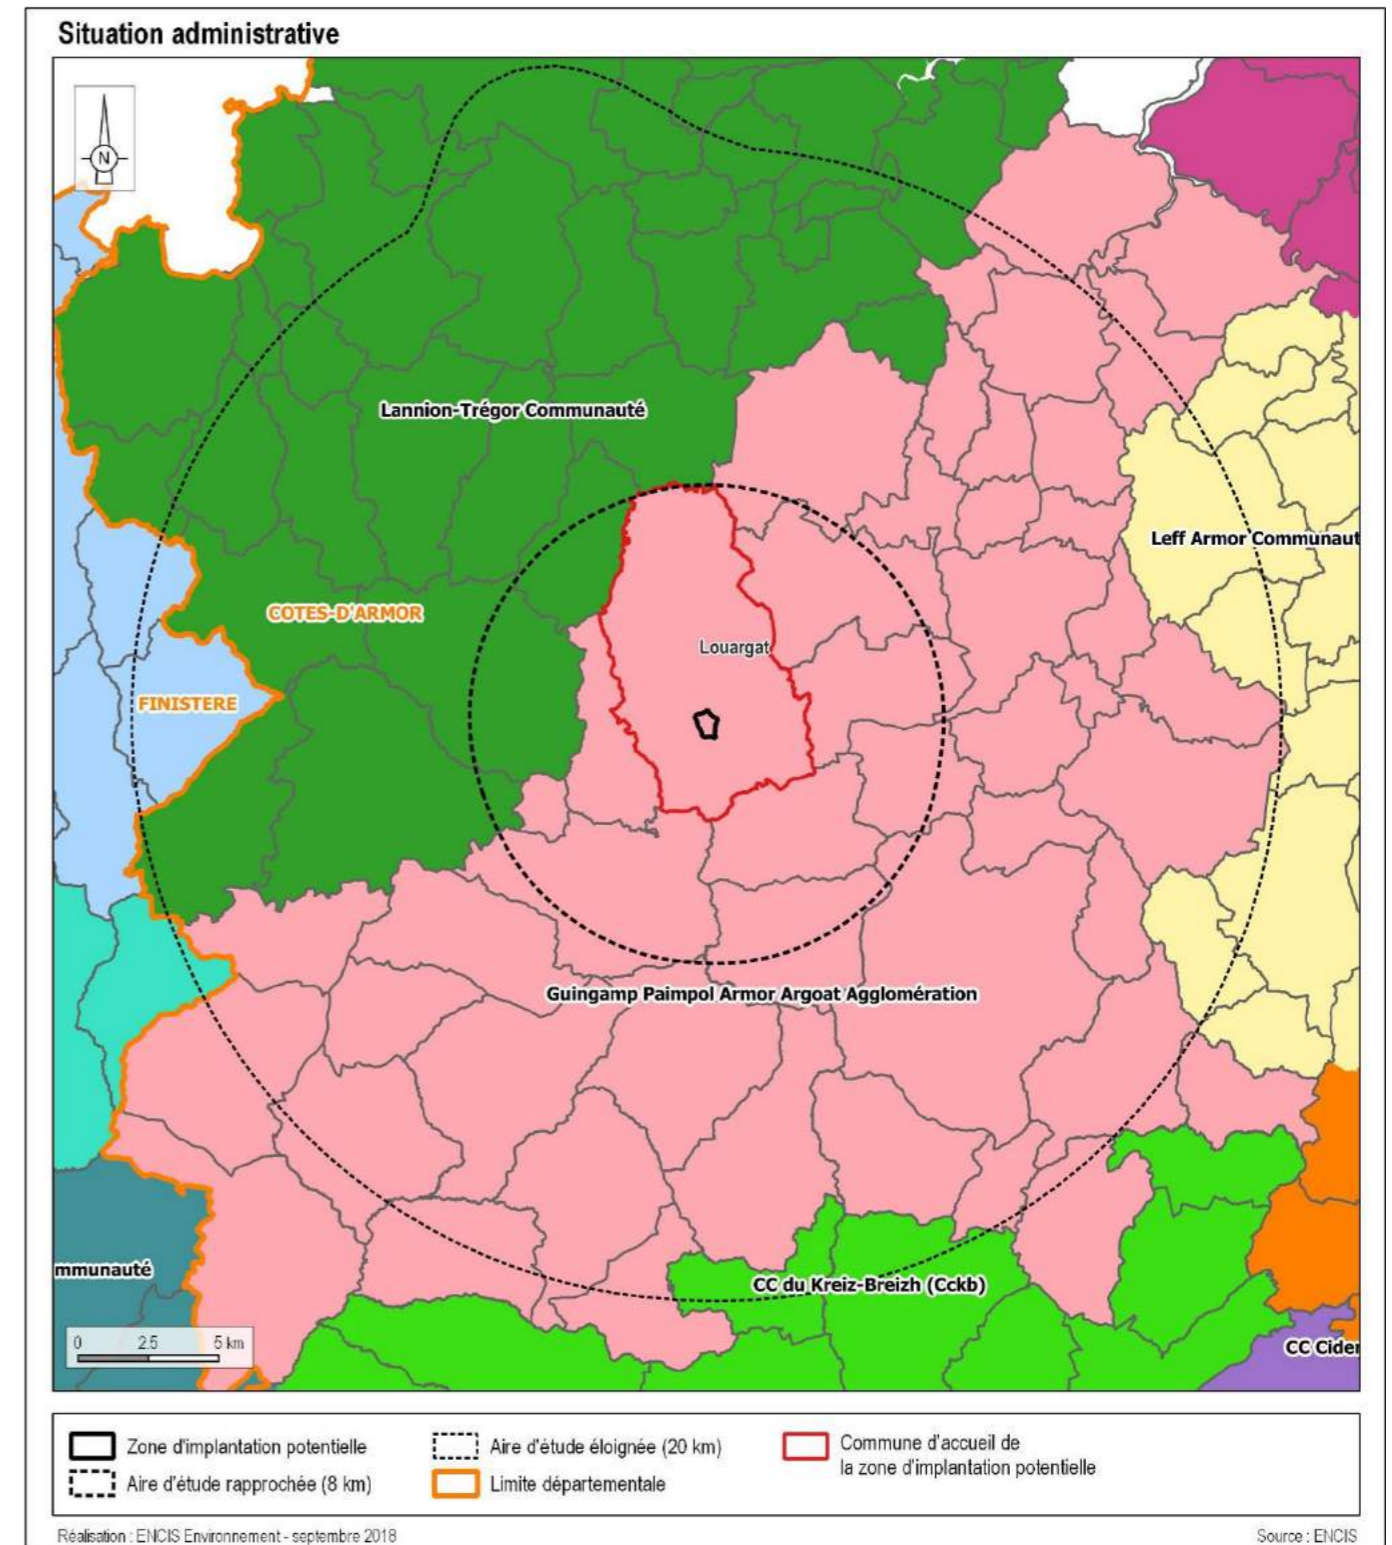 Situation administrative
N
Lannion-Trégor Communauté
Leff Armor Communaut
COTES-D'ARMOR
Louargat
FINISTERE
Guingamp Paimpol Armor Argoat Agglomération
mmunauté
CC du Kreiz-Breizh (Cckb)
0 2.5 5 km
CC Cider
Zone d'implantation potentielle
Aire d'étude éloignée (20 km)
Commune d'accueil de
la zone d'implantation potentielle
Aire d'étude rapprochée (8 km)
Limite départementale
Réalisation : ENCIS Environnement - septembre 2018
Source : ENCIS